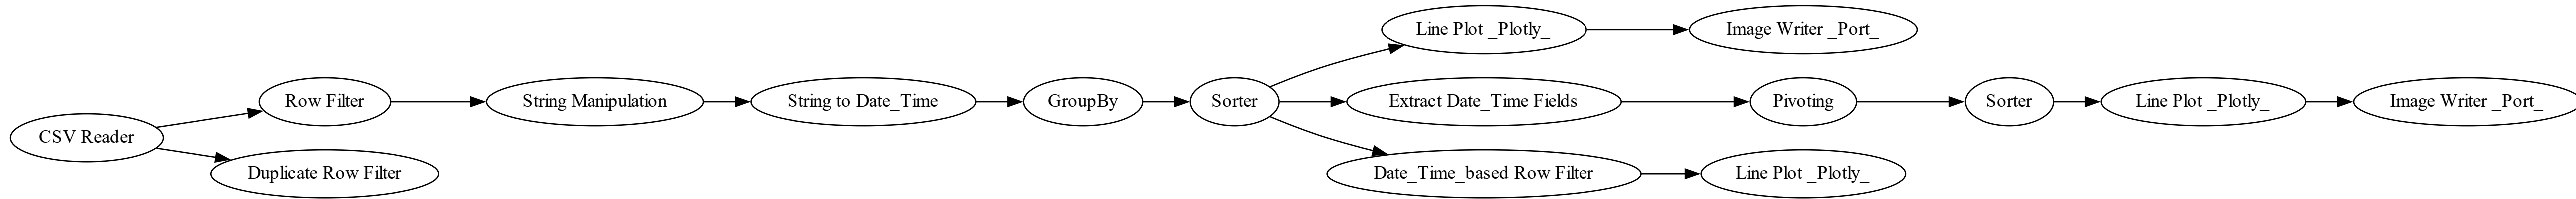 Line Plot _Plotly_
Image Writer _Port_
Row Filter
String Manipulation
String to Date_Time
GroupBy
Sorter
Extract Date_Time Fields
Pivoting
Sorter
Line Plot _Plotly_
Image Writer _Port_
CSV Reader
Duplicate Row Filter
Date_Time_based Row Filter
Line Plot _Plotly_